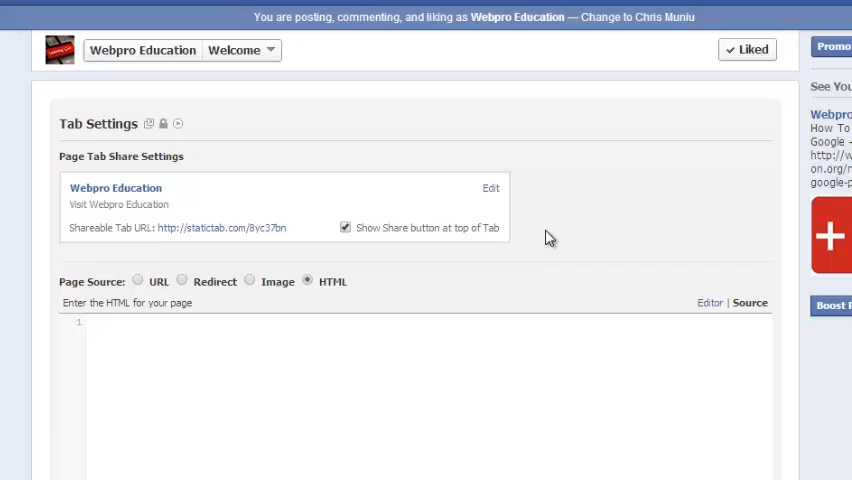 You are posting, commenting, and liking as Webpro Education — Change to Chris Muniu
Webpro Education Welcome
Liked
Tab Settings
Page Tab Share Settings
Webpro Education Edit
Visit Webpro Education
Shareable Tab URL: http://statictab.com/8yc37bn Show Share button at top of Tab
Page Source: URL Redirect Image HTML
Enter the HTML for your page Editor | Source
1
See You
Webpro
How To
Google
http://w
on.org/
google-p
Boost